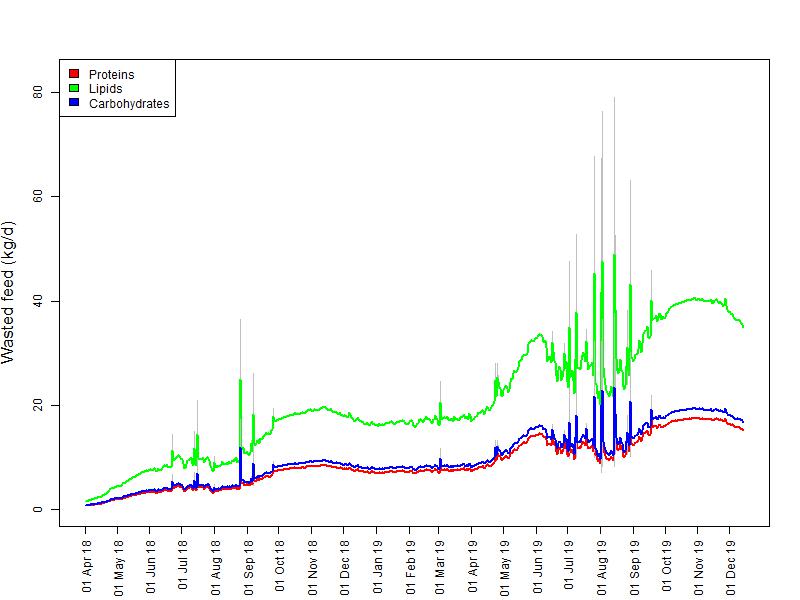 Proteins
Lipids
Carbohydrates
Wasted feed (kg/d)
80
60
40
20
0
01 Apr 18
01 May 18
01 Jun 18
01 Jul 18
01 Aug 18
01 Sep 18
01 Oct 18
01 Nov 18
01 Dec 18
01 Jan 19
01 Feb 19
01 Mar 19
01 Apr 19
01 May 19
01 Jun 19
01 Jul 19
01 Aug 19
01 Sep 19
01 Oct 19
01 Nov 19
01 Dec 19